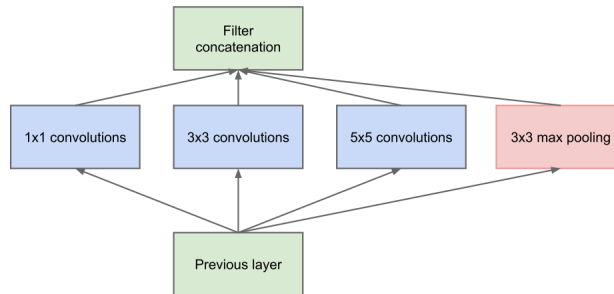 Filter
concatenation
1x1 convolutions
3x3 convolutions
5x5 convolutions
3x3 max pooling
Previous layer